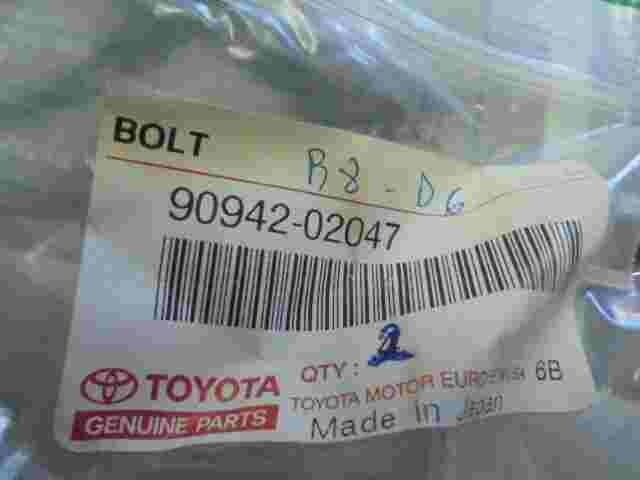 BOLT
R8-D6
90942-02047
TOYOTA
GENUINE PARTS
QTY: 2
TOYOTA MOTOR EUROPE 6B
Made in Japan